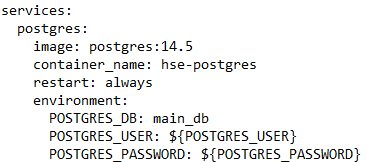 services:
  postgres:
    image: postgres:14.5
    container_name: hse-postgres
    restart: always
    environment:
      POSTGRES_DB: main_db
      POSTGRES_USER: ${POSTGRES_USER}
      POSTGRES_PASSWORD: ${POSTGRES_PASSWORD}